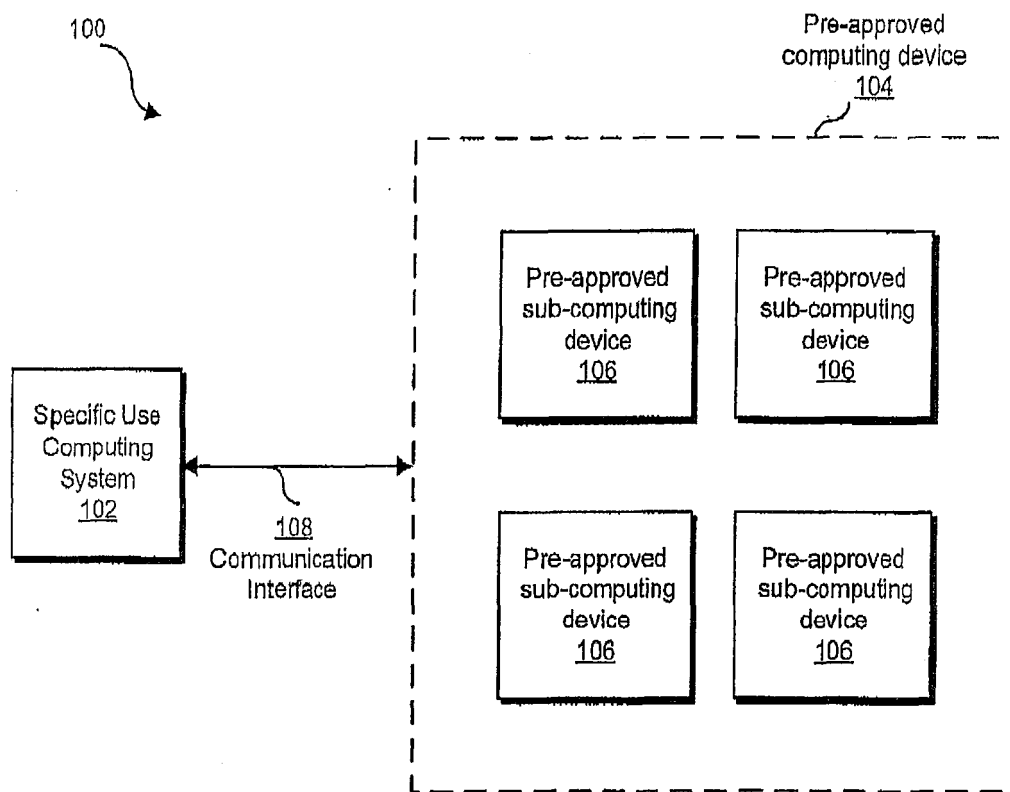 100
Pre-approved
computing device
104
Pre-approved
sub-computing
device
106
Pre-approved
sub-computing
device
106
Specific Use
Computing
System
102
108
Communication
Interface
Pre-approved
sub-computing
device
106
Pre-approved
sub-computing
device
106